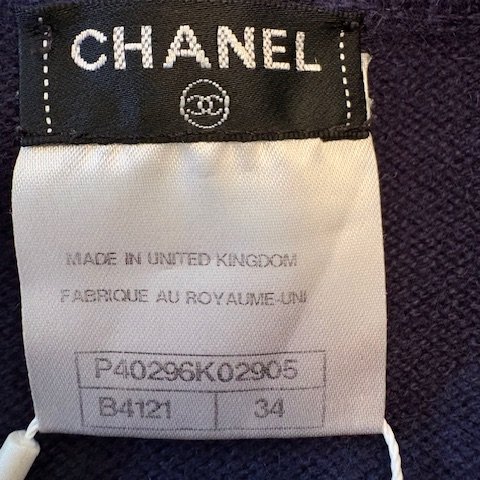 CHANEL
MADE IN UNITED KINGDOM
FABRIQUE AU ROYAUME-UNI
P40296K02905
B4121 34